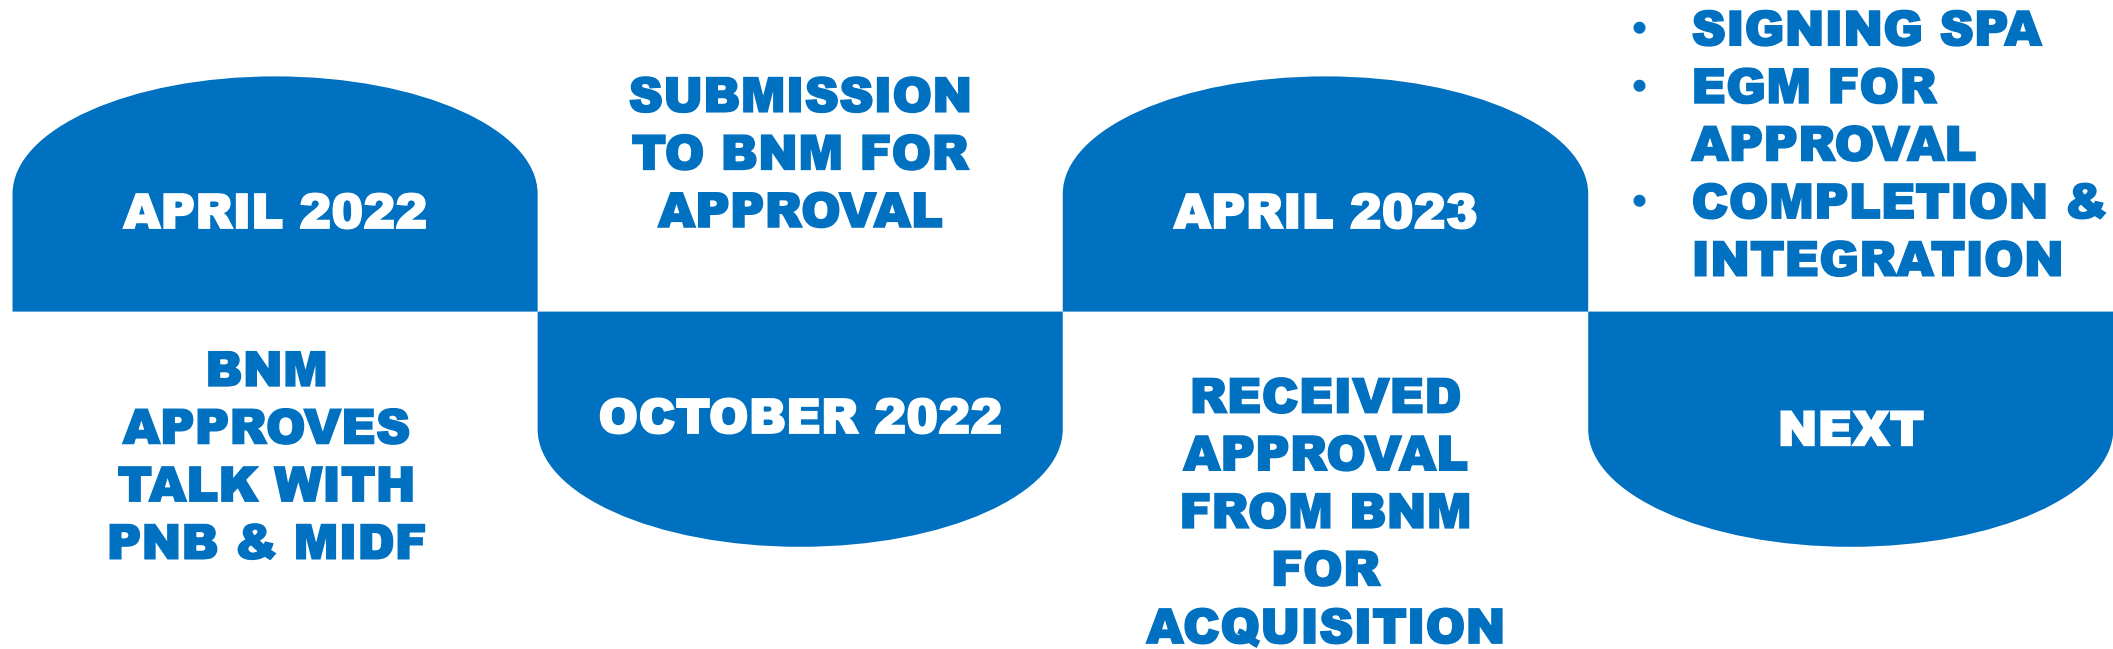 APRIL 2022
BNM
APPROVES
TALK WITH
PNB & MIDF
SUBMISSION
TO BNM FOR
APPROVAL
OCTOBER 2022
APRIL 2023
RECEIVED
APPROVAL
FROM BNM
FOR
ACQUISITION
• SIGNING SPA
• EGM FOR
APPROVAL
• COMPLETION &
INTEGRATION
NEXT